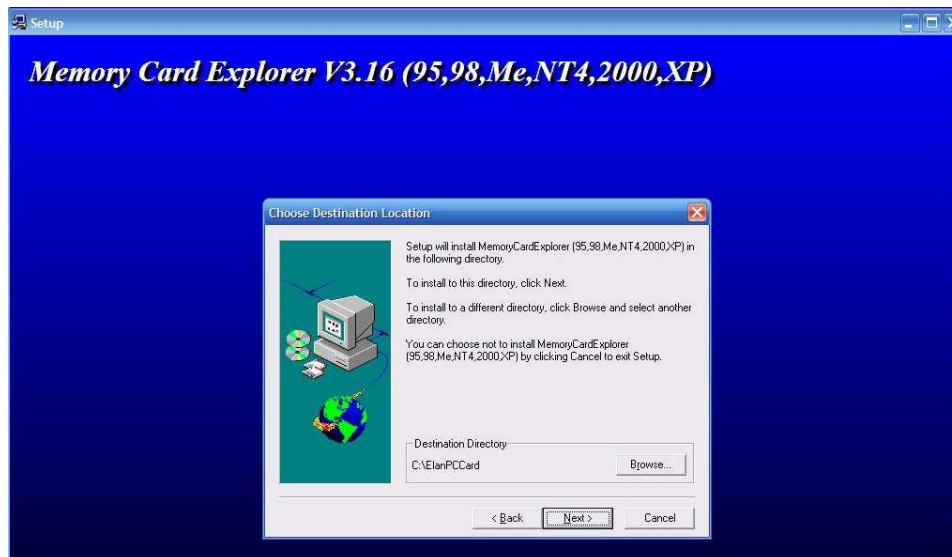 Setup
Memory Card Explorer V3.16 (95,98,Me,NT4,2000,XP)
Choose Destination Location
Setup will install MemoryCardExplorer (95,98,Me,NT4,2000,XP) in
the following directory.
To install to this directory, click Next.
To install to a different directory, click Browse and select another
directory.
You can choose not to install MemoryCardExplorer
(95,98,Me,NT4,2000,XP) by clicking Cancel to exit Setup.
Destination Directory
C:\ElanPCCard
Browse...
< Back
Next >
Cancel